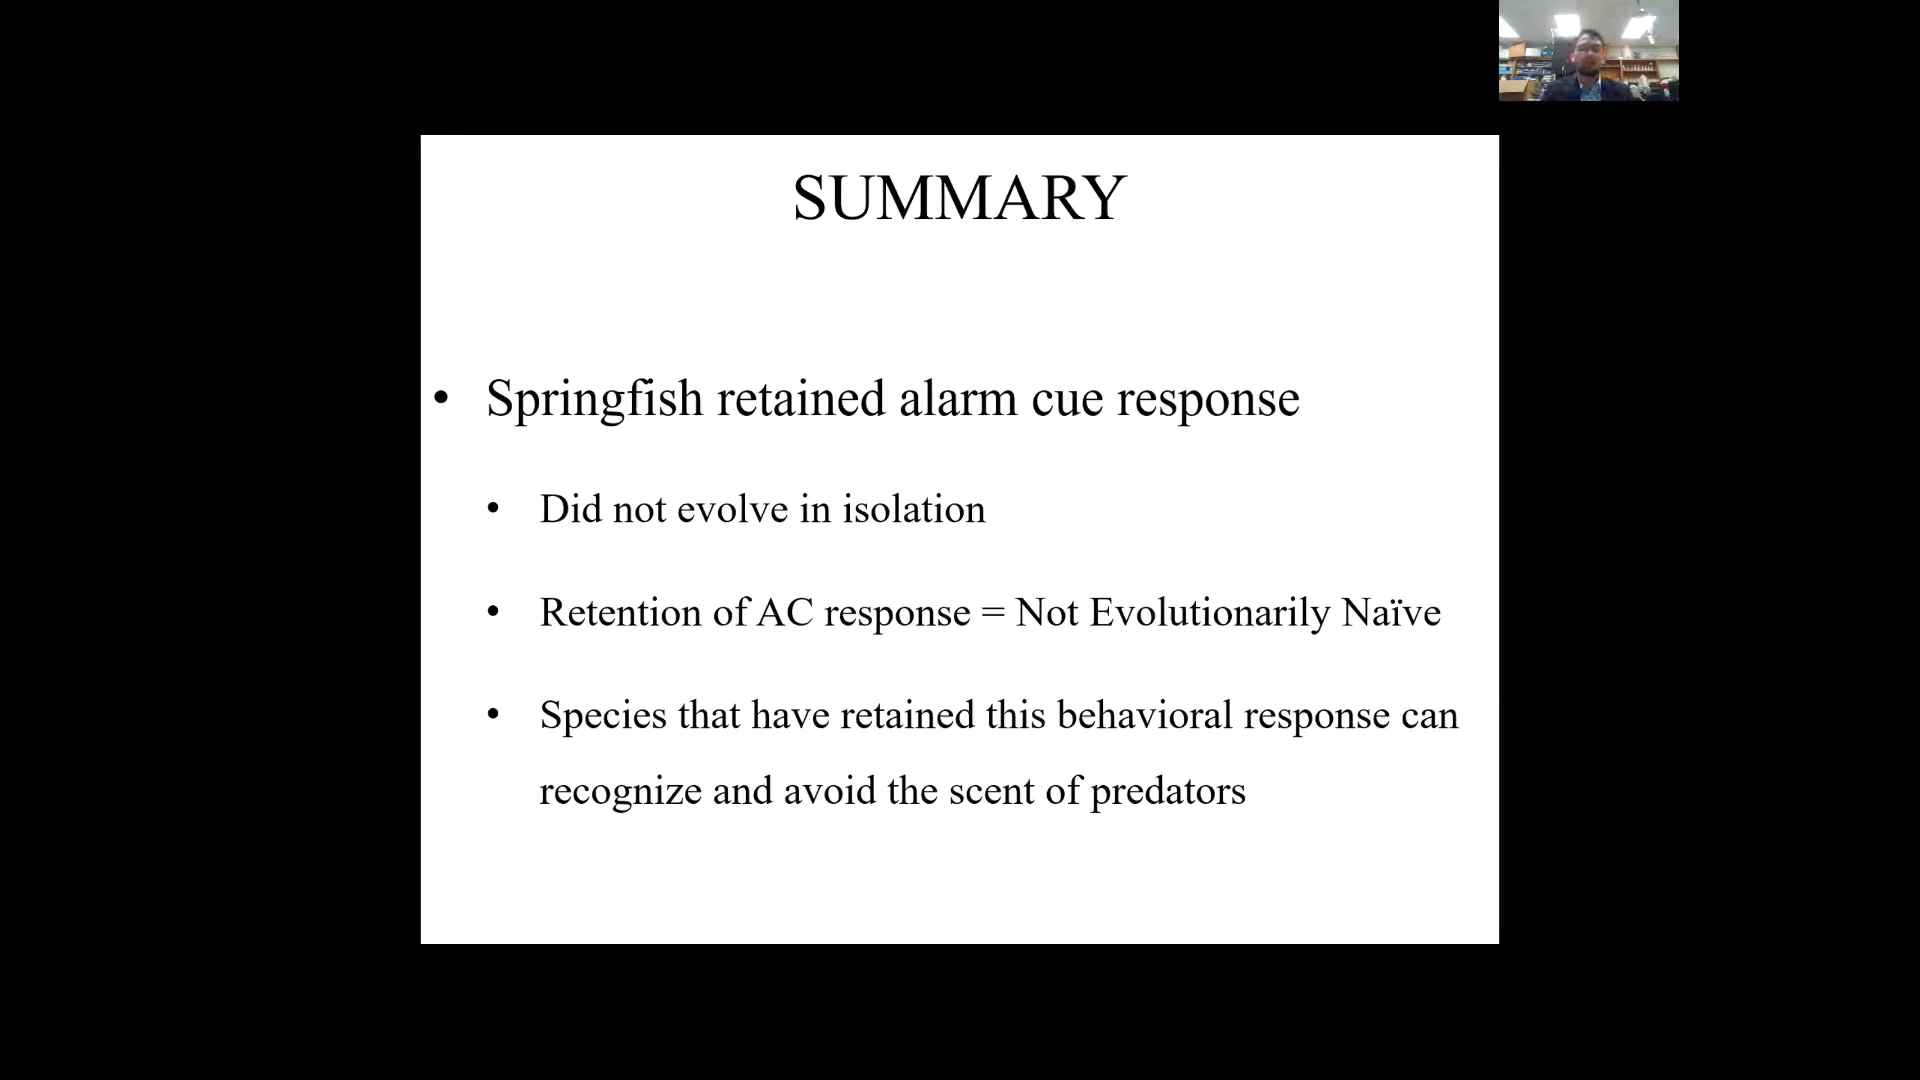 SUMMARY
• Springfish retained alarm cue response
• Did not evolve in isolation
• Retention of AC response = Not Evolutionarily Naïve
• Species that have retained this behavioral response can
recognize and avoid the scent of predators